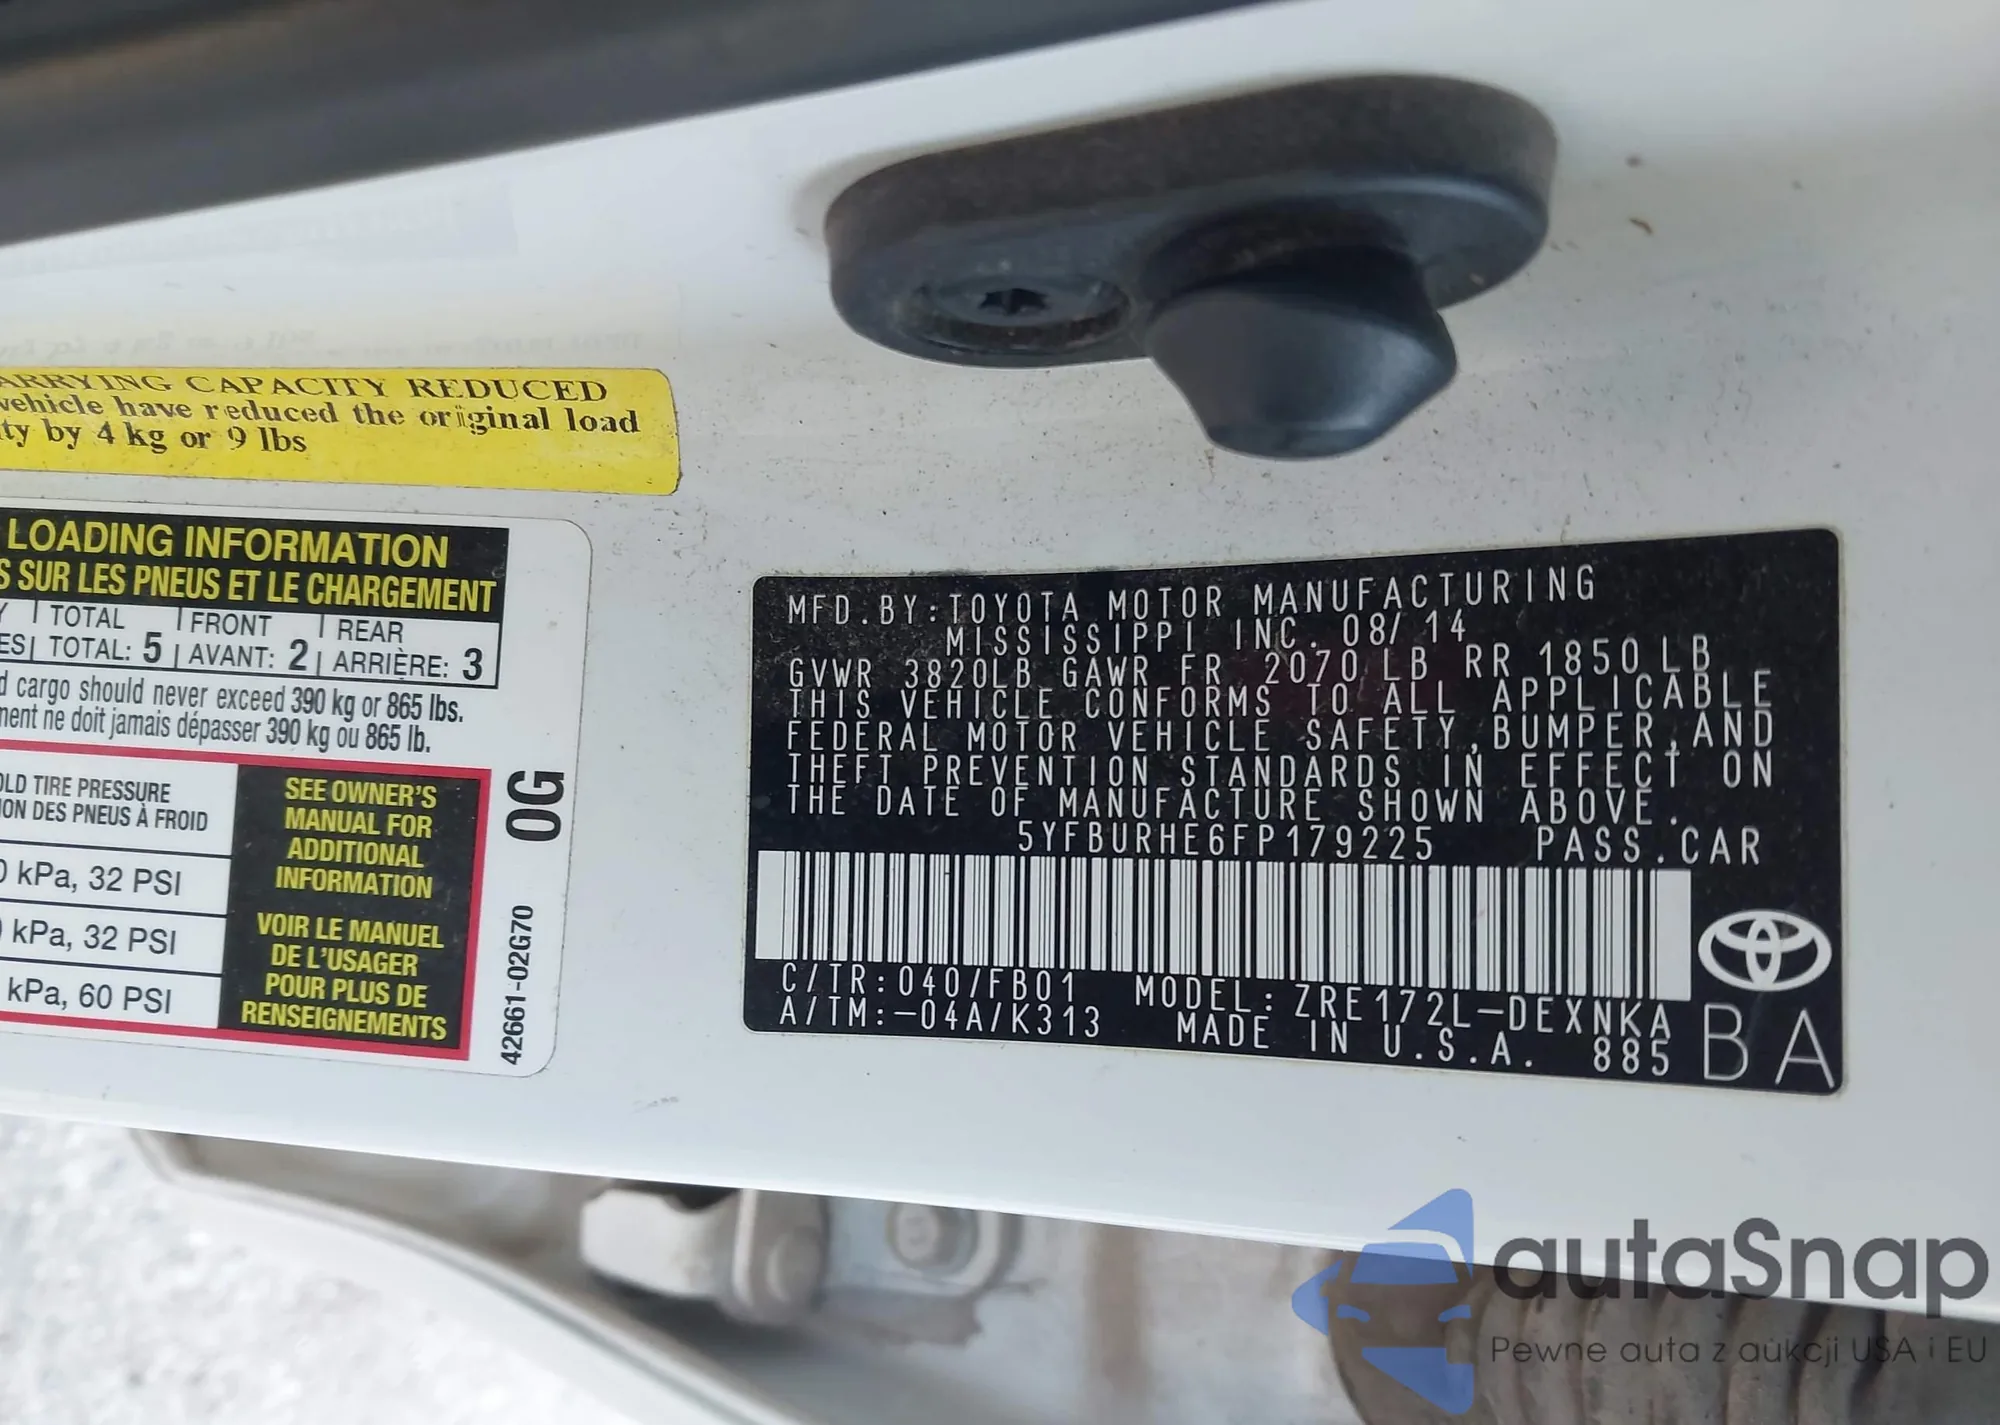 ARRYING CAPACITY REDUCED
vehicle have reduced the original load
ty by 4 kg or 9 lbs
LOADING INFORMATION
S SUR LES PNEUS ET LE CHARGEMENT
Y TOTAL FRONT REAR
ES TOTAL: 5 AVANT: 2 ARRIÈRE: 3
d cargo should never exceed 390 kg or 865 lbs.
ment ne doit jamais dépasser 390 kg ou 865 lb.
OLD TIRE PRESSURE
ION DES PNEUS À FROID
0 kPa, 32 PSI
0 kPa, 32 PSI
kPa, 60 PSI
SEE OWNER'S
MANUAL FOR
ADDITIONAL
INFORMATION
VOIR LE MANUEL
DE L'USAGER
POUR PLUS DE
RENSEIGNEMENTS
0G
42661-02G70
MFD.BY:TOYOTA MOTOR MANUFACTURING
MISSISSIPPI INC. 08/14
GVWR 3820LB GAWR FR 2070LB RR 1850LB
THIS VEHICLE CONFORMS TO ALL APPLICABLE
FEDERAL MOTOR VEHICLE SAFETY,BUMPER,AND
THEFT PREVENTION STANDARDS IN EFFECT ON
THE DATE OF MANUFACTURE SHOWN ABOVE.
5YFBURHE6FP179225 PASS.CAR
C/TR:040/FB01 MODEL:ZRE172L-DEXNKA
A/TM:-04A/K313 MADE IN U.S.A. 885
BA
autaSnap
Pewne auta z aukcji USA i EU